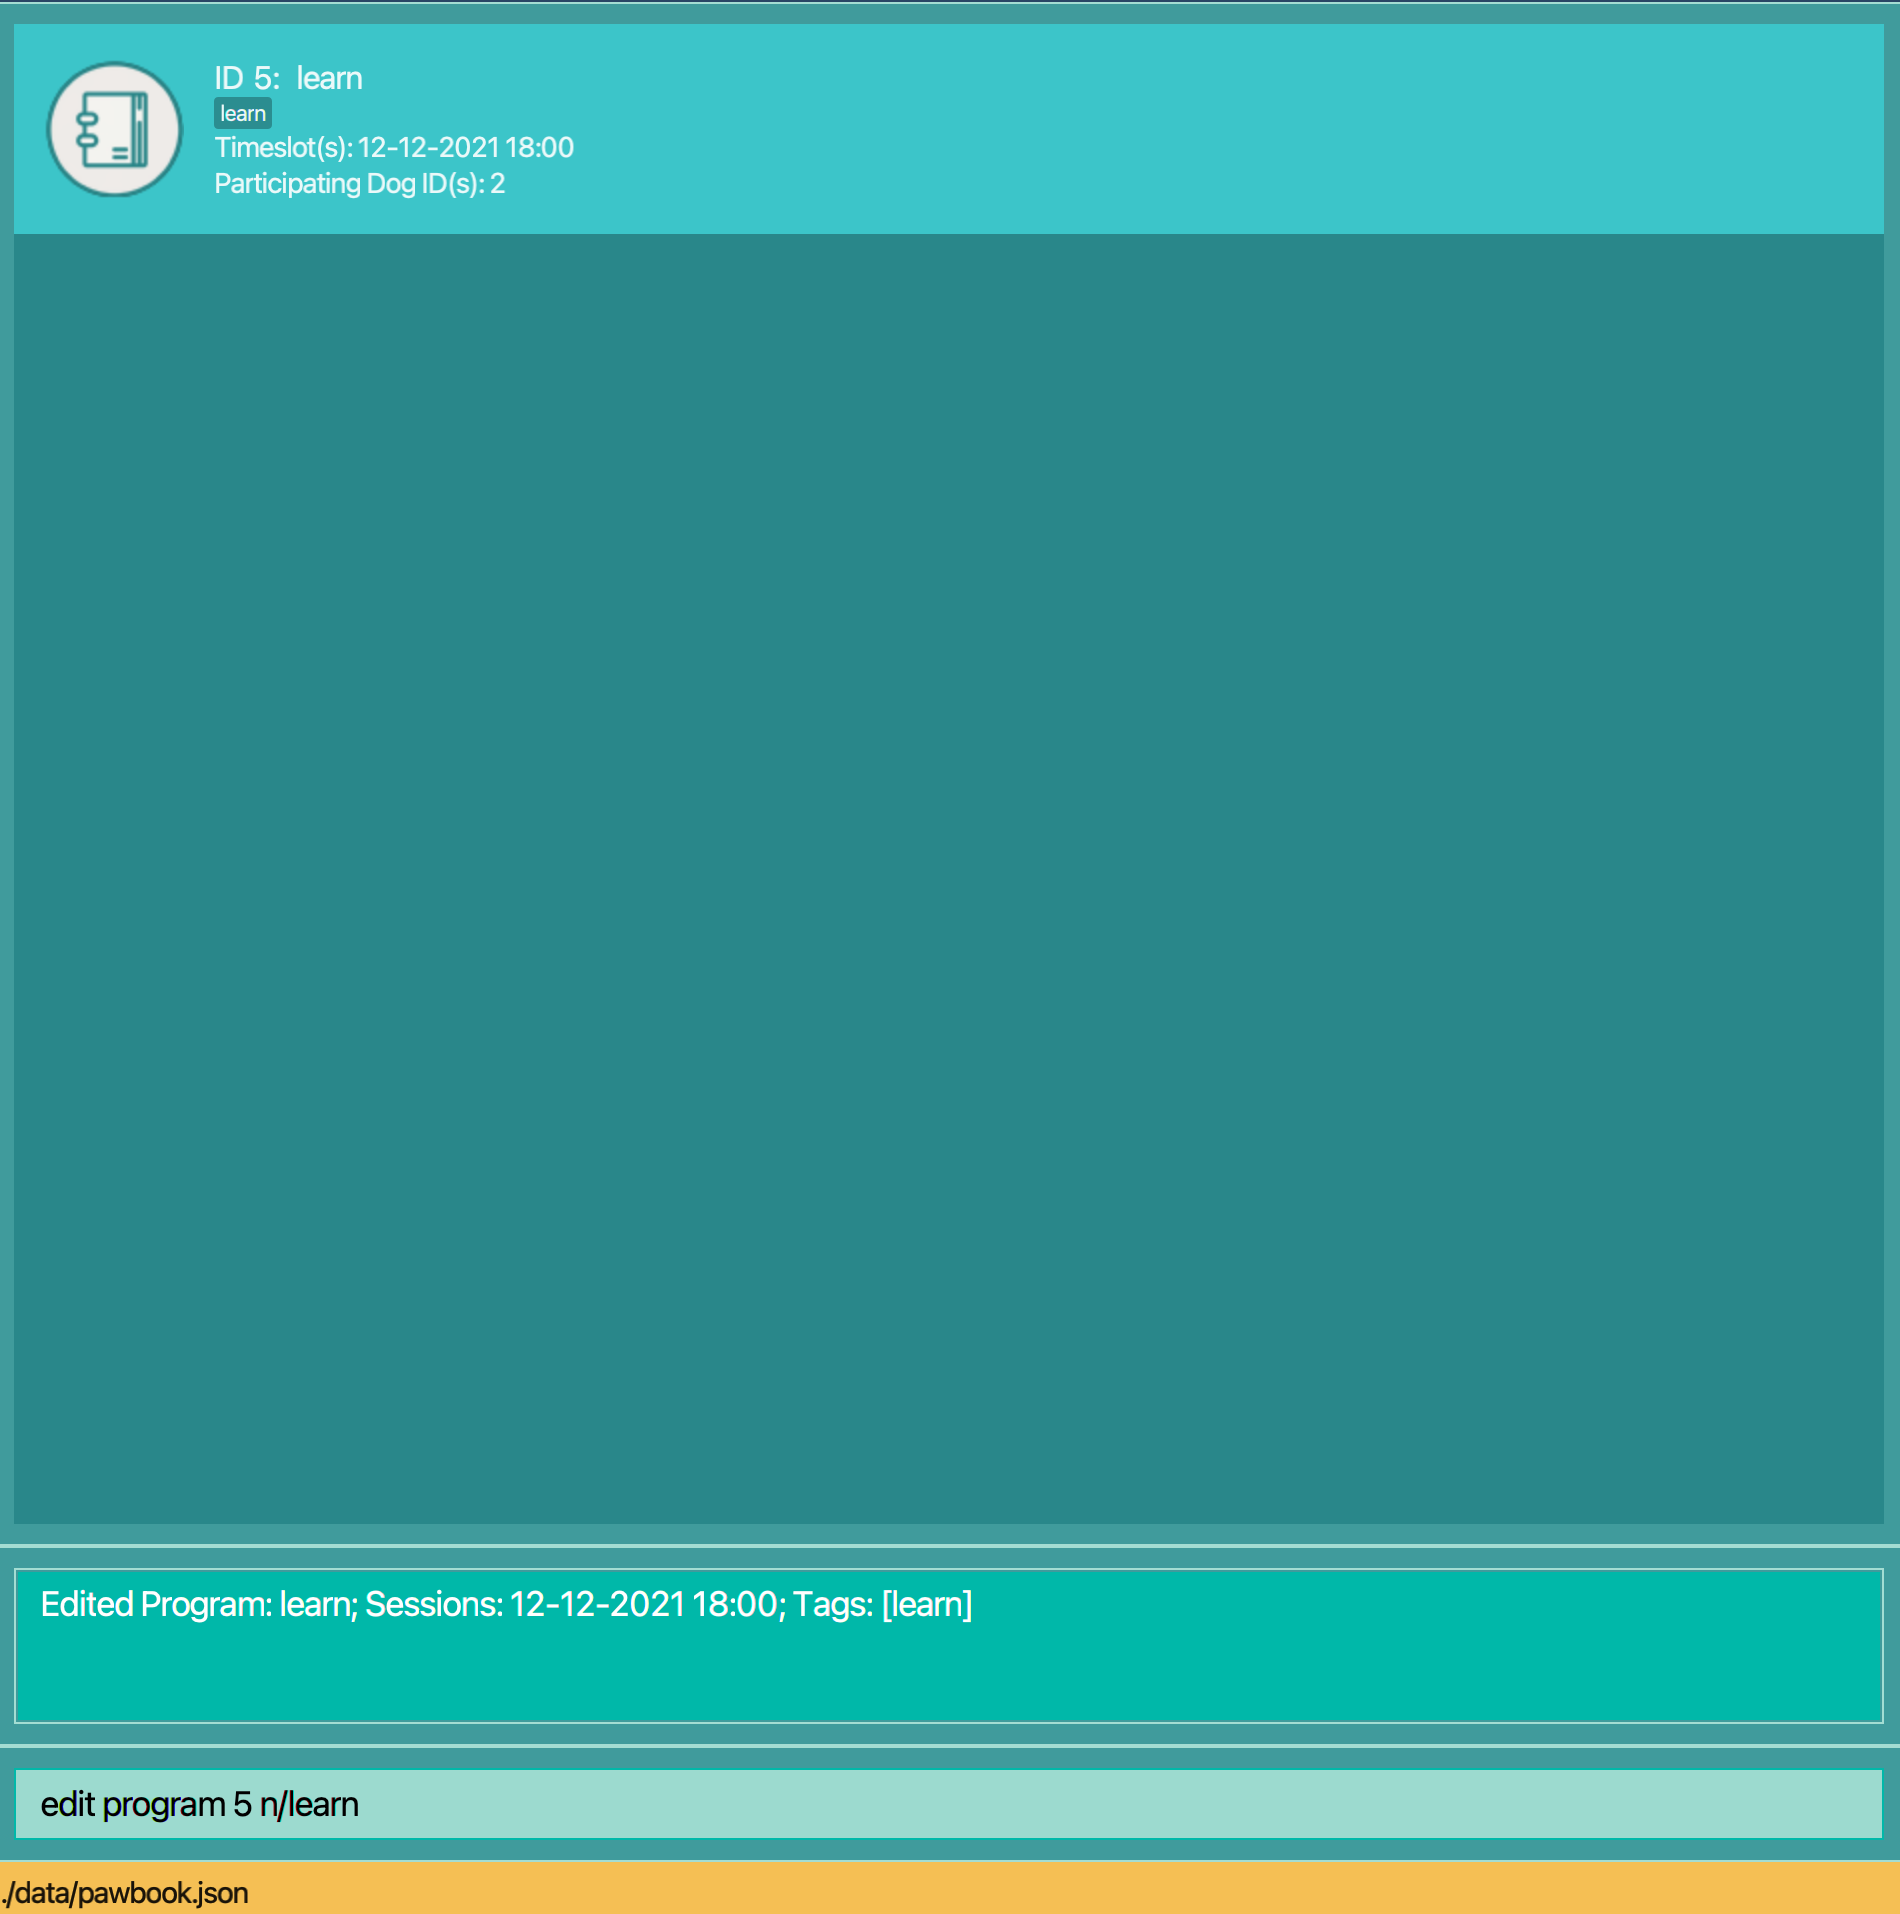 ID 5: learn
learn
Timeslot(s): 12-12-2021 18:00
Participating Dog ID(s): 2
Edited Program: learn; Sessions: 12-12-2021 18:00; Tags: [learn]
edit program 5 n/learn
./data/pawbook.json